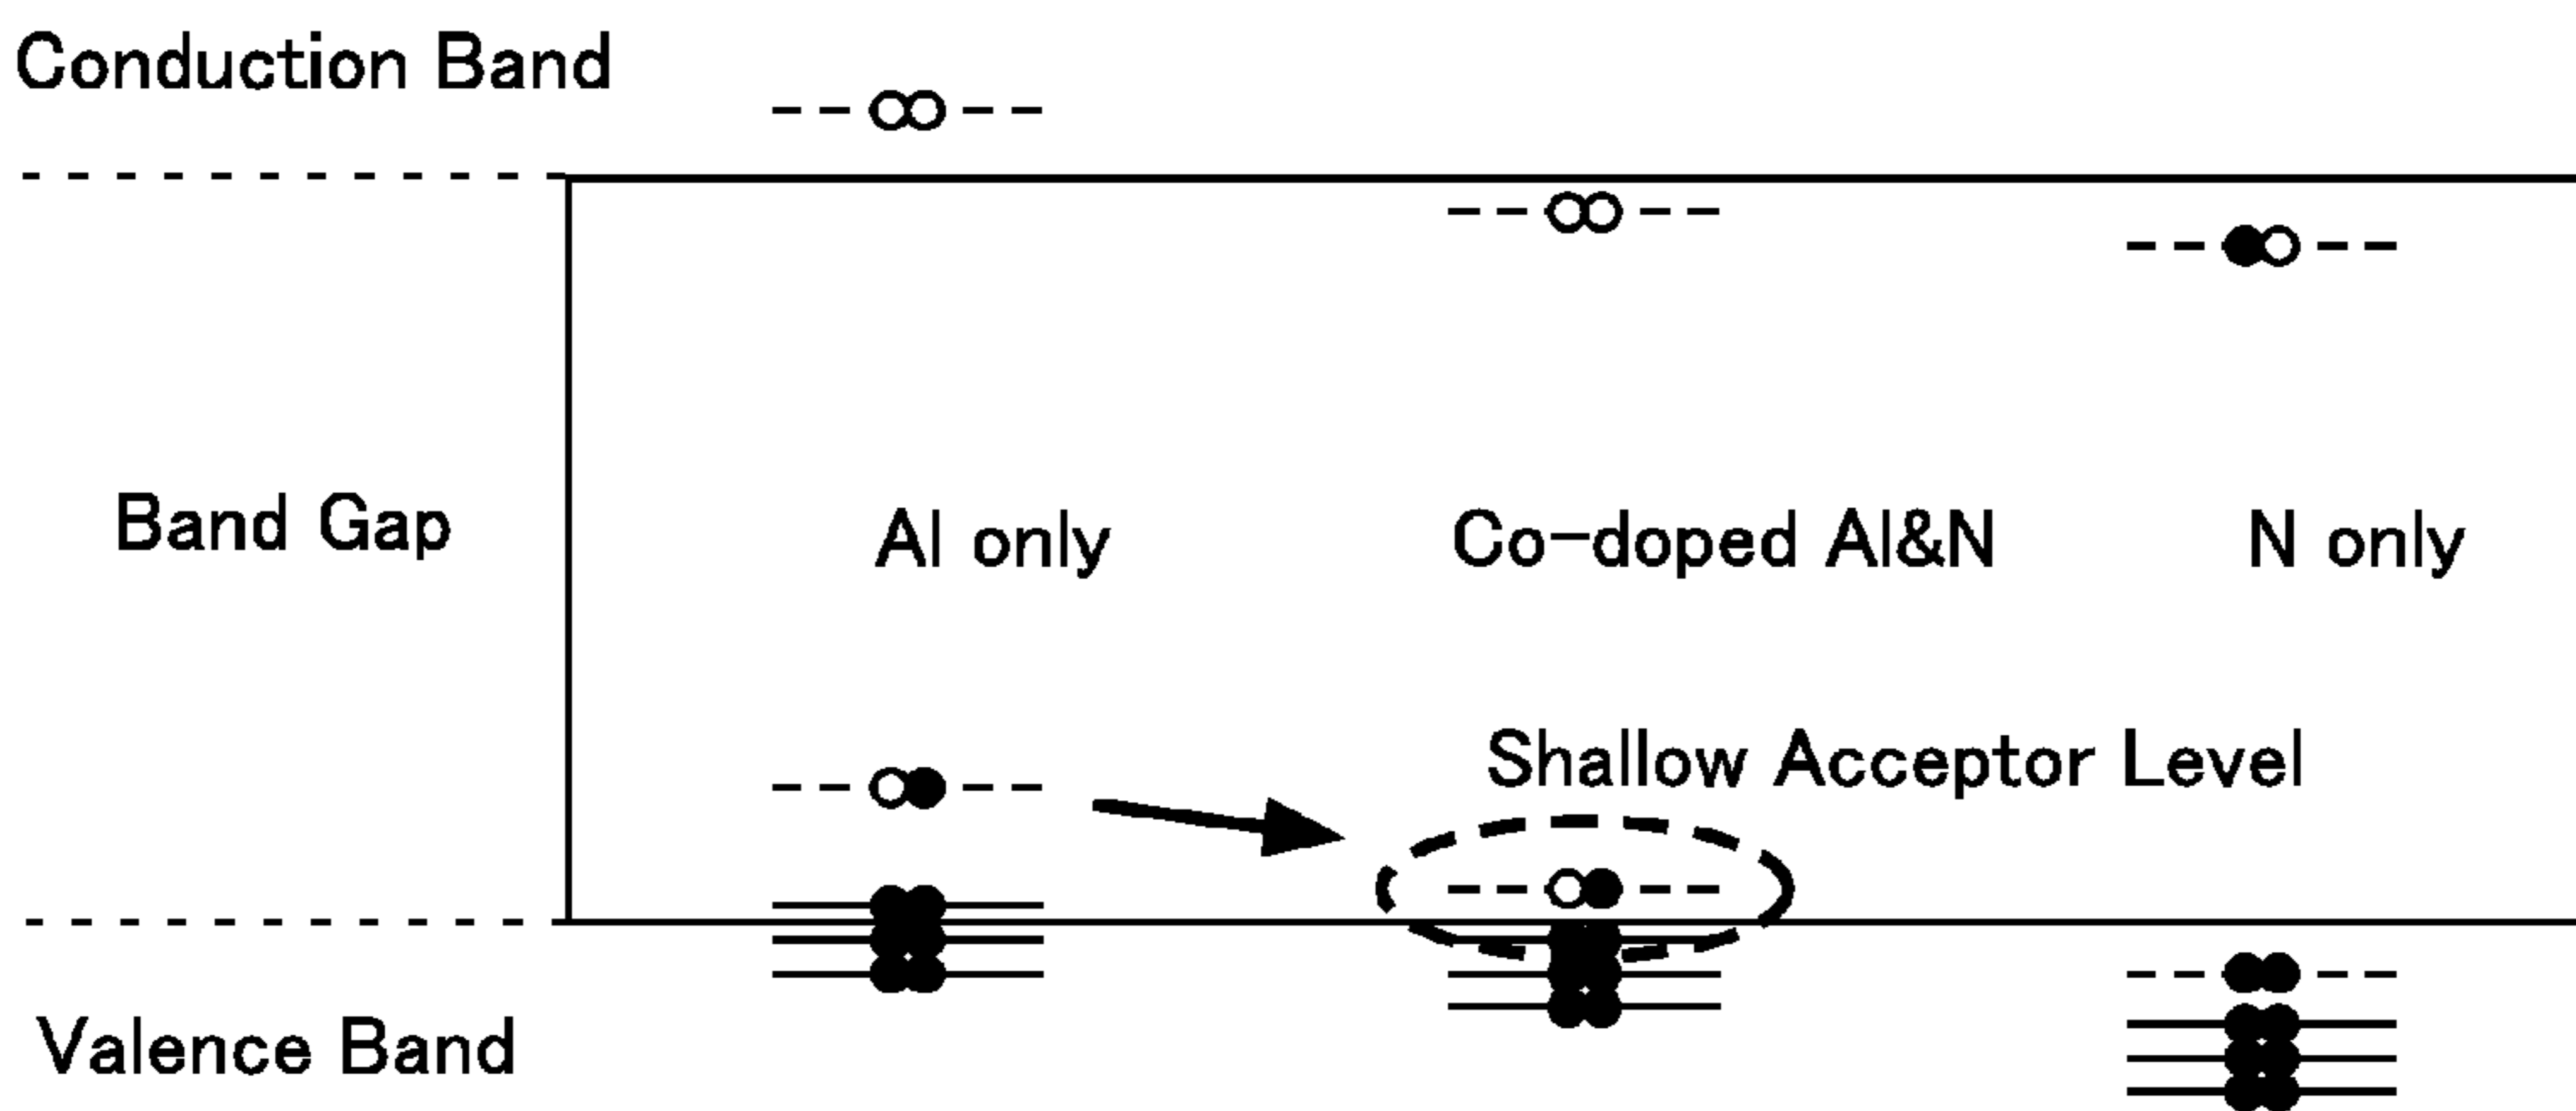 Conduction Band
Band Gap
Al only
Co-doped Al&N
N only
Shallow Acceptor Level
Valence Band